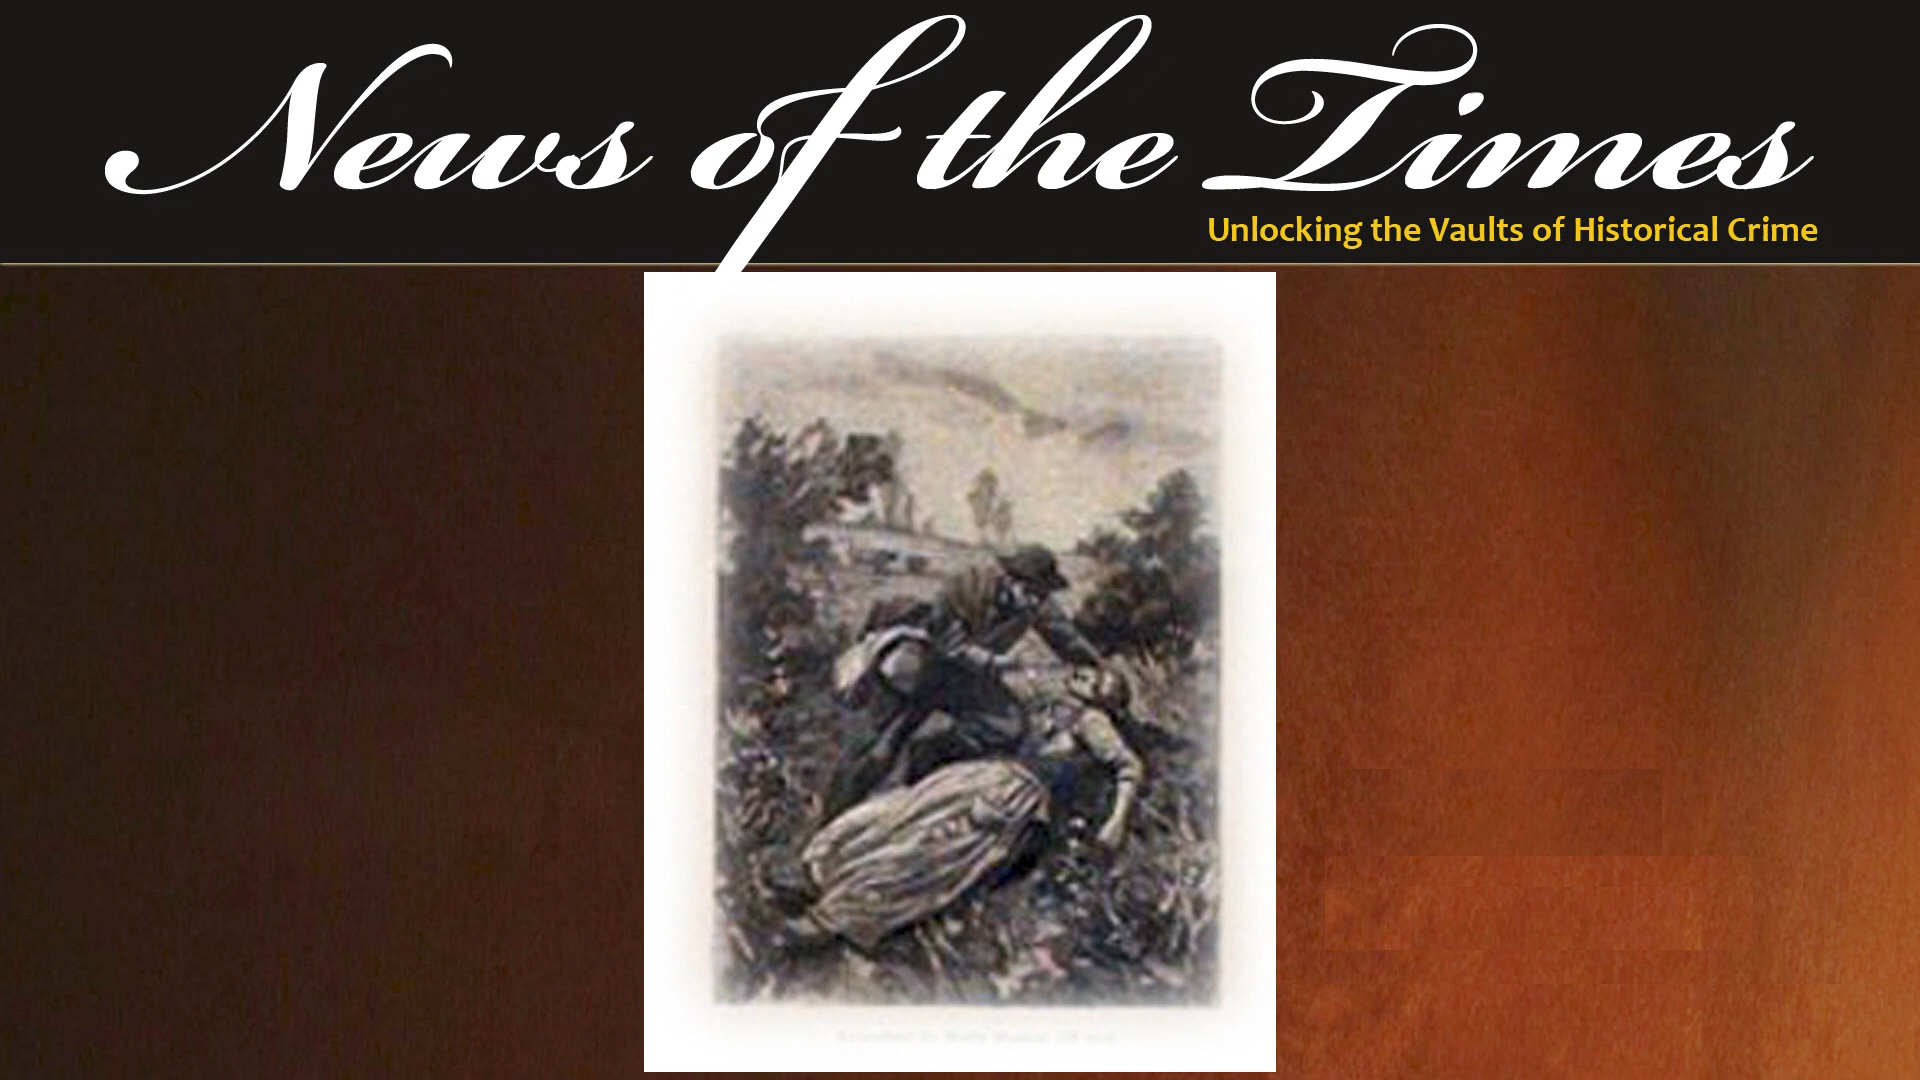 News of the Times
Unlocking the Vaults of Historical Crime